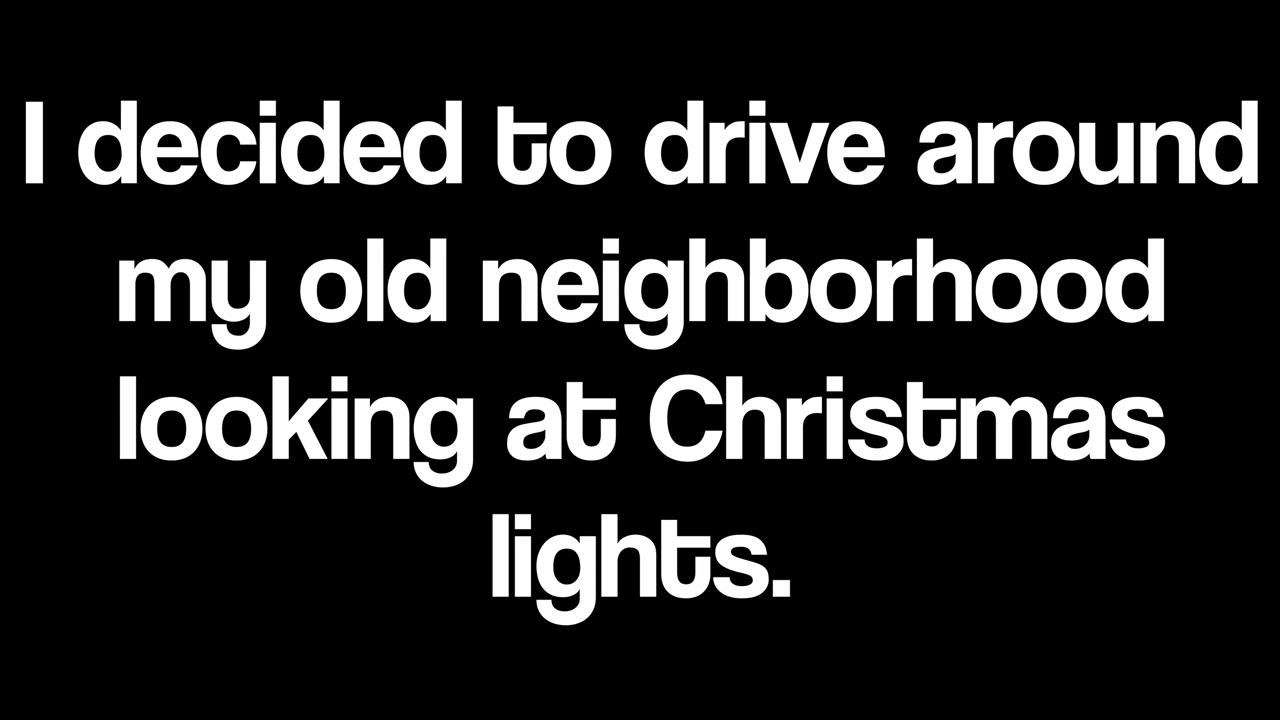 I decided to drive around
my old neighborhood
looking at Christmas
lights.